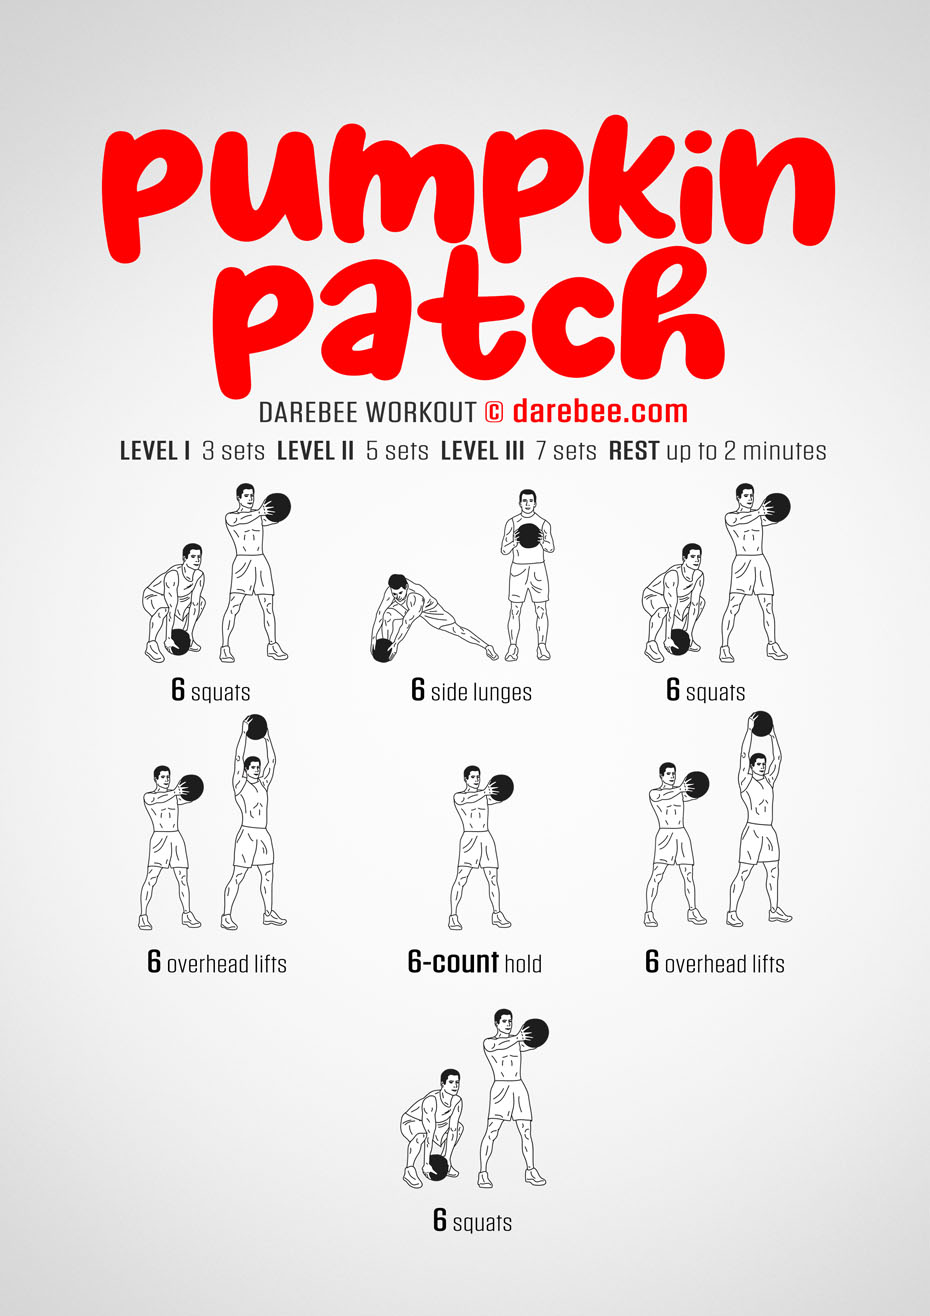 pumpkin
patch
DAREBEE WORKOUT © darebee.com
LEVEL I 3 sets LEVEL II 5 sets LEVEL III 7 sets REST up to 2 minutes
6 squats
6 side lunges
6 squats
6 overhead lifts
6-count hold
6 overhead lifts
6 squats